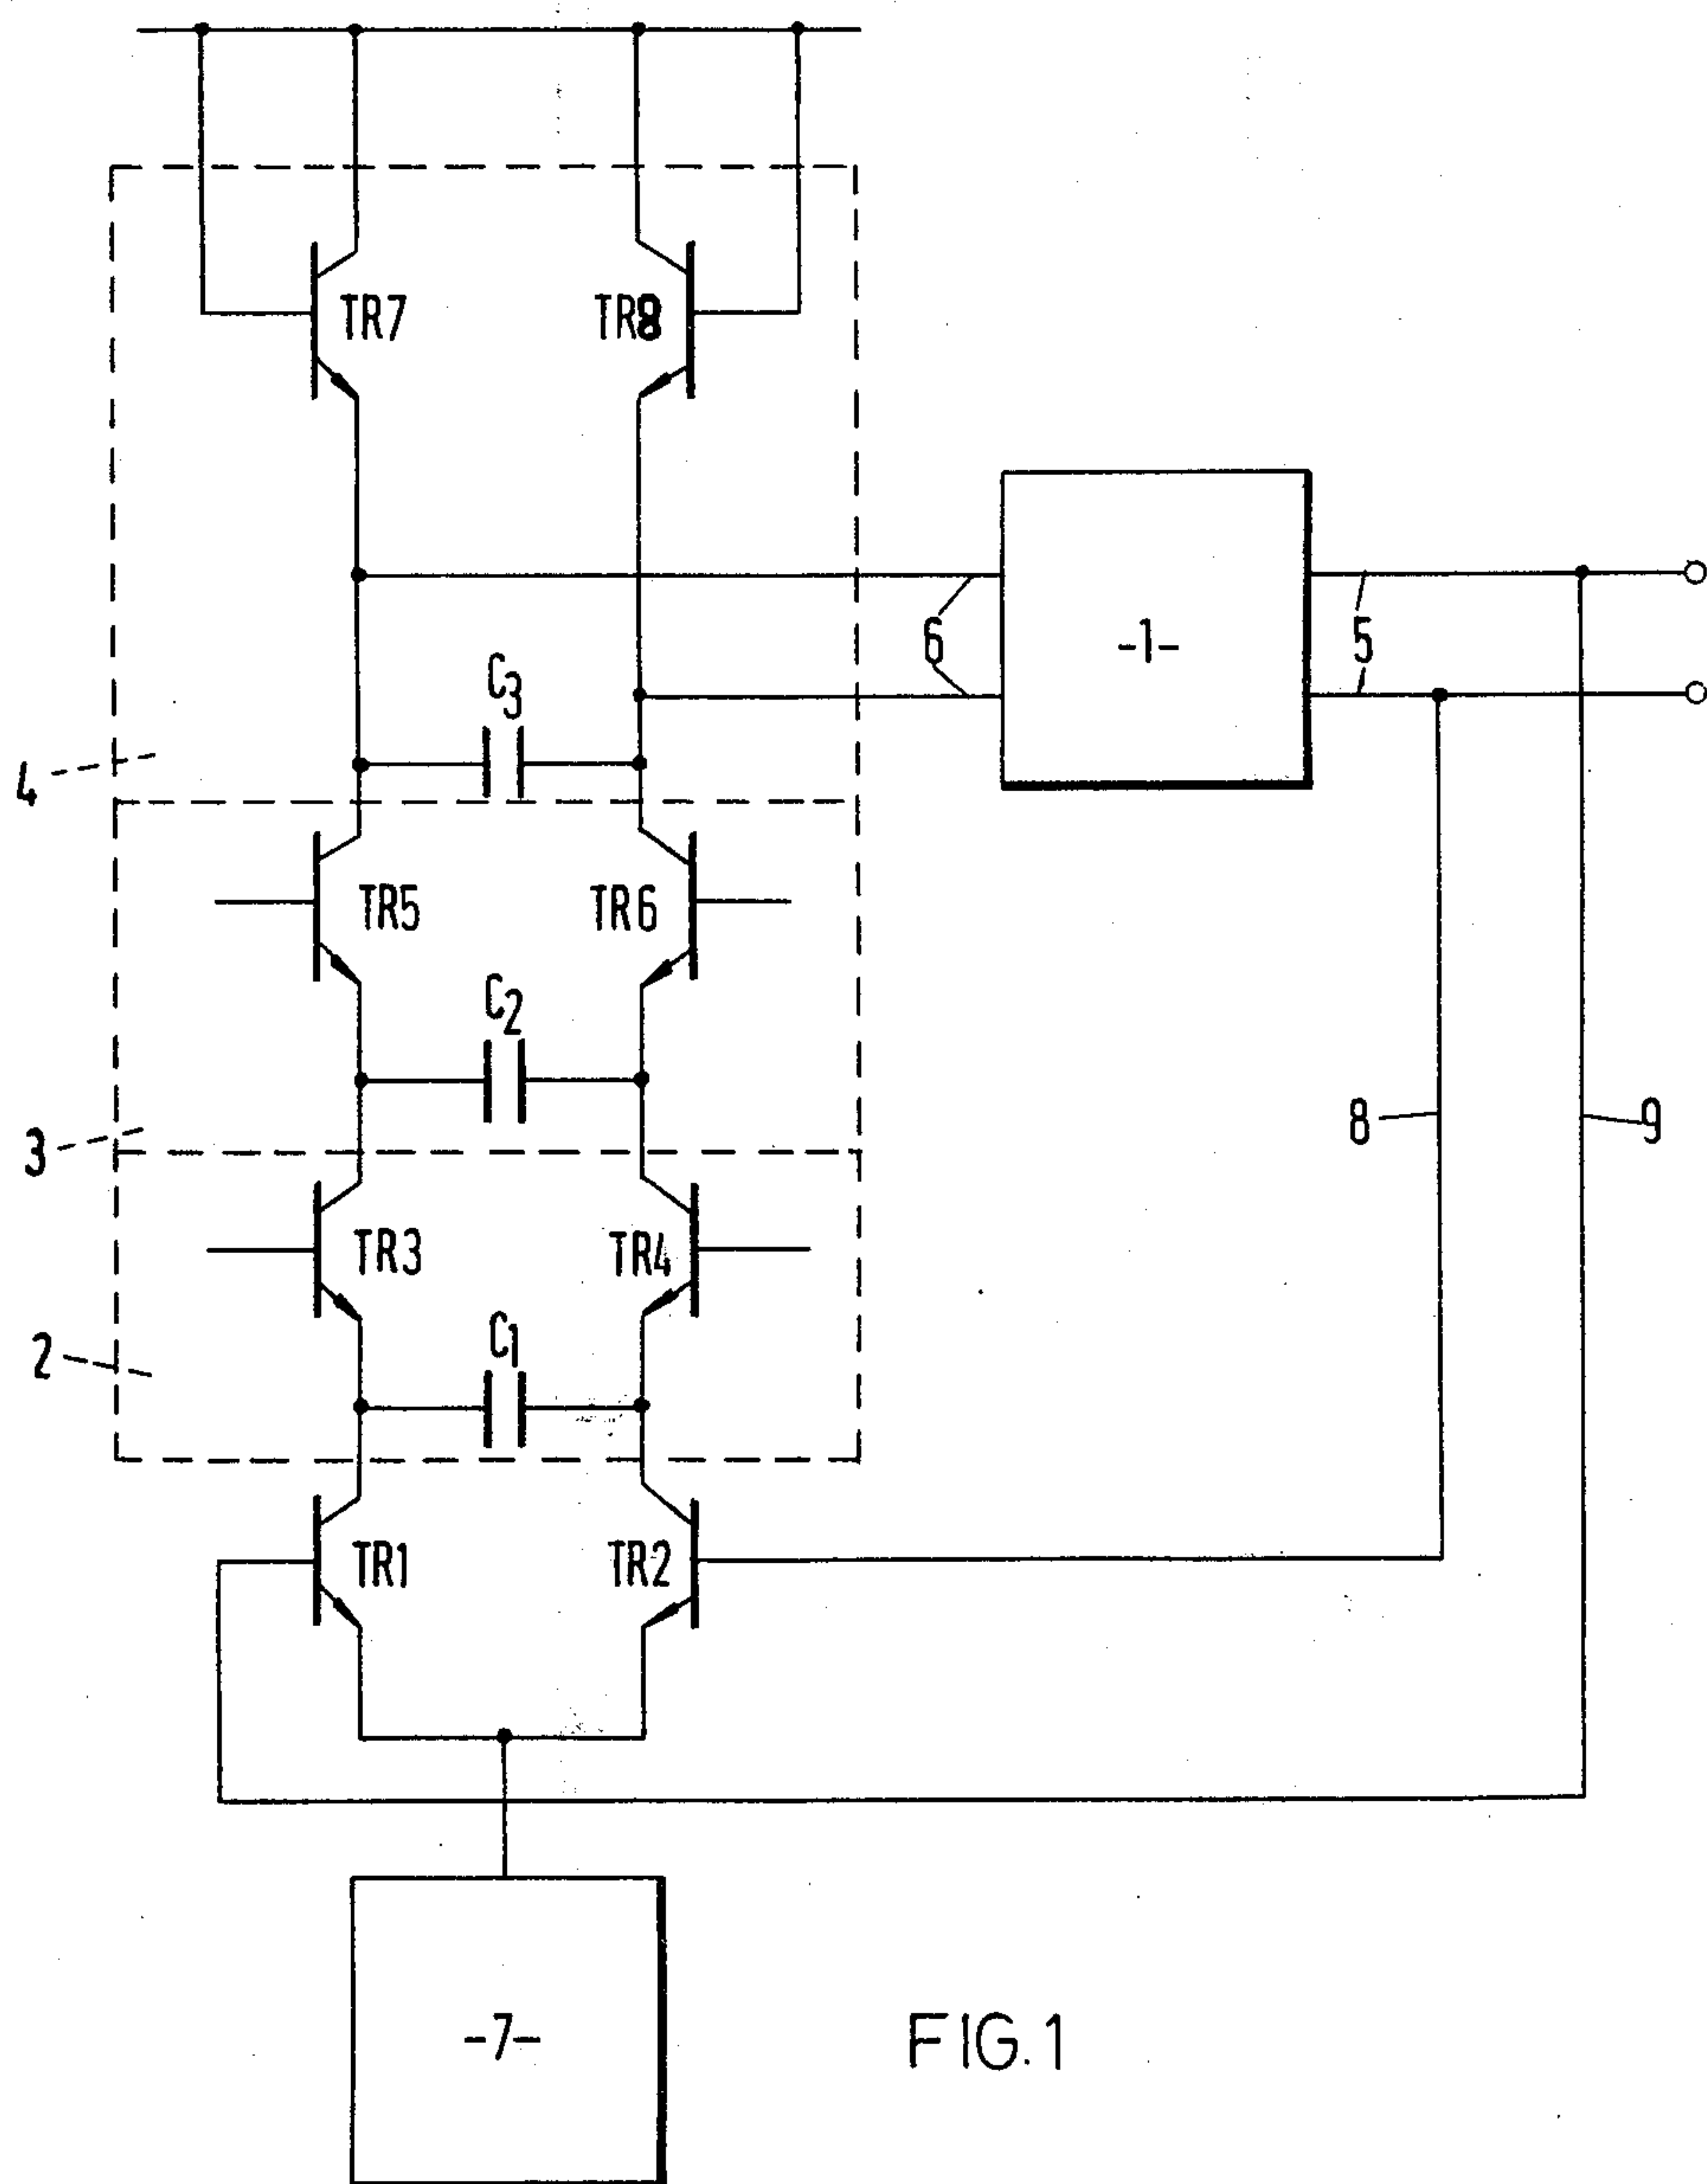 TR7 TR8
6 -1- 5
C3
4
TR5 TR6
C2
8 9
3
TR3 TR4
C1
2
TR1 TR2
-7-
FIG.1